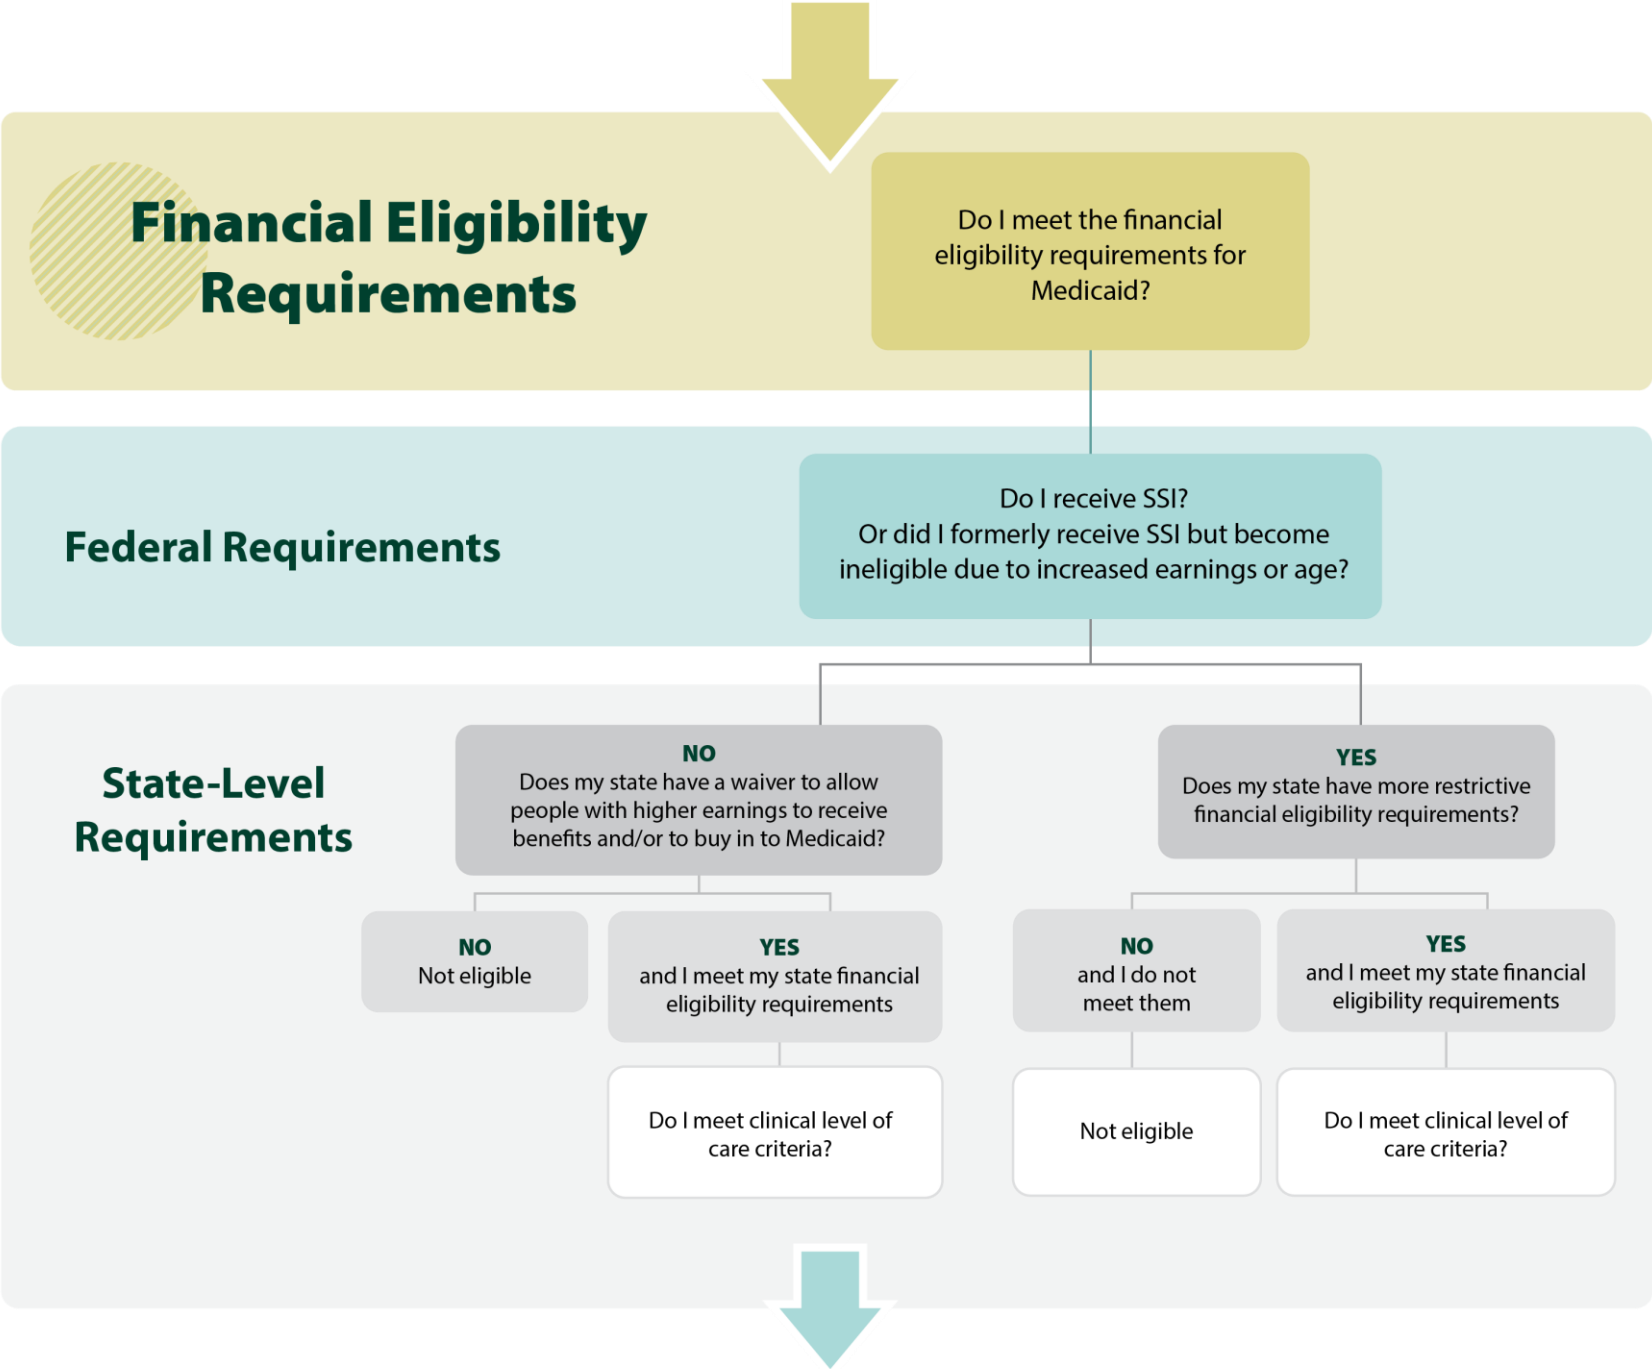 Financial Eligibility
Requirements
Do I meet the financial
eligibility requirements for
Medicaid?
Federal Requirements
Do I receive SSI?
Or did I formerly receive SSI but become
ineligible due to increased earnings or age?
State-Level
Requirements
NO
Does my state have a waiver to allow
people with higher earnings to receive
benefits and/or to buy in to Medicaid?
YES
Does my state have more restrictive
financial eligibility requirements?
NO
Not eligible
YES
and I meet my state financial
eligibility requirements
NO
and I do not
meet them
YES
and I meet my state financial
eligibility requirements
Do I meet clinical level of
care criteria?
Not eligible
Do I meet clinical level of
care criteria?